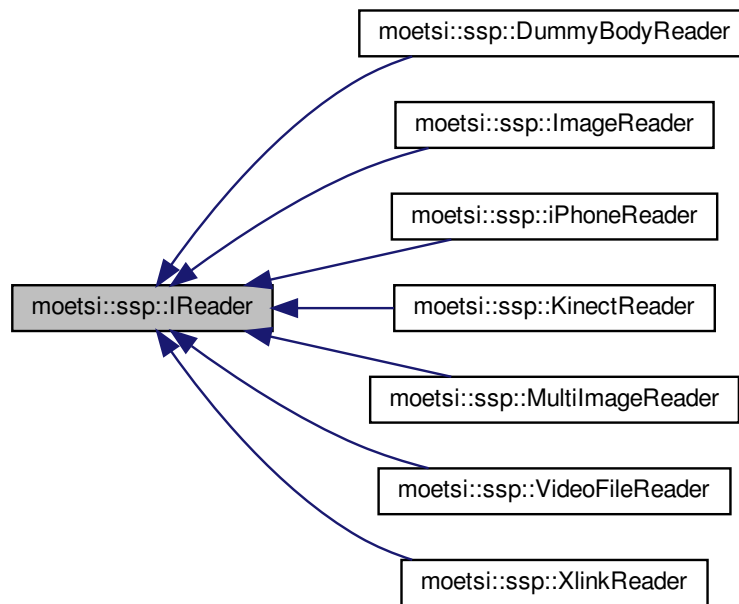 moetsi::ssp::DummyBodyReader
moetsi::ssp::ImageReader
moetsi::ssp::iPhoneReader
moetsi::ssp::IReader
moetsi::ssp::KinectReader
moetsi::ssp::MultiImageReader
moetsi::ssp::VideoFileReader
moetsi::ssp::XlinkReader